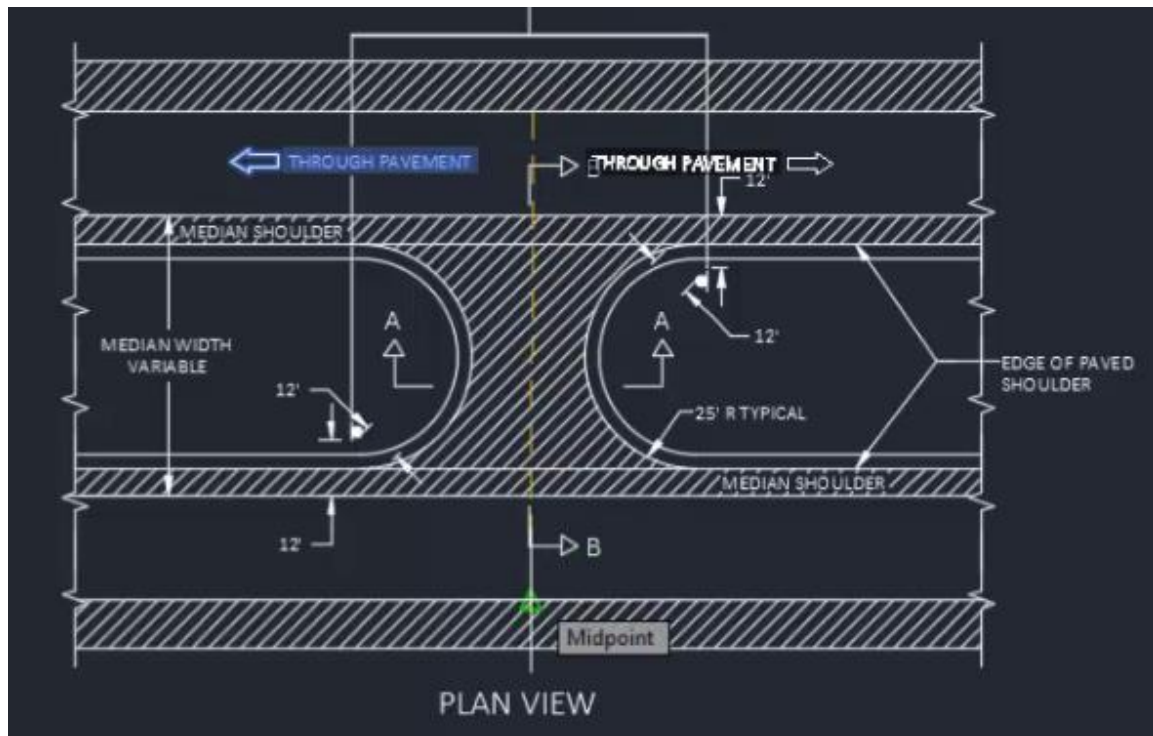 THROUGH PAVEMENT
THROUGH PAVEMENT
12'
MEDIAN SHOULDER
A
A
12'
MEDIAN WIDTH
VARIABLE
EDGE OF PAVED
SHOULDER
12'
25' R TYPICAL
MEDIAN SHOULDER
12'
B
Midpoint
PLAN VIEW